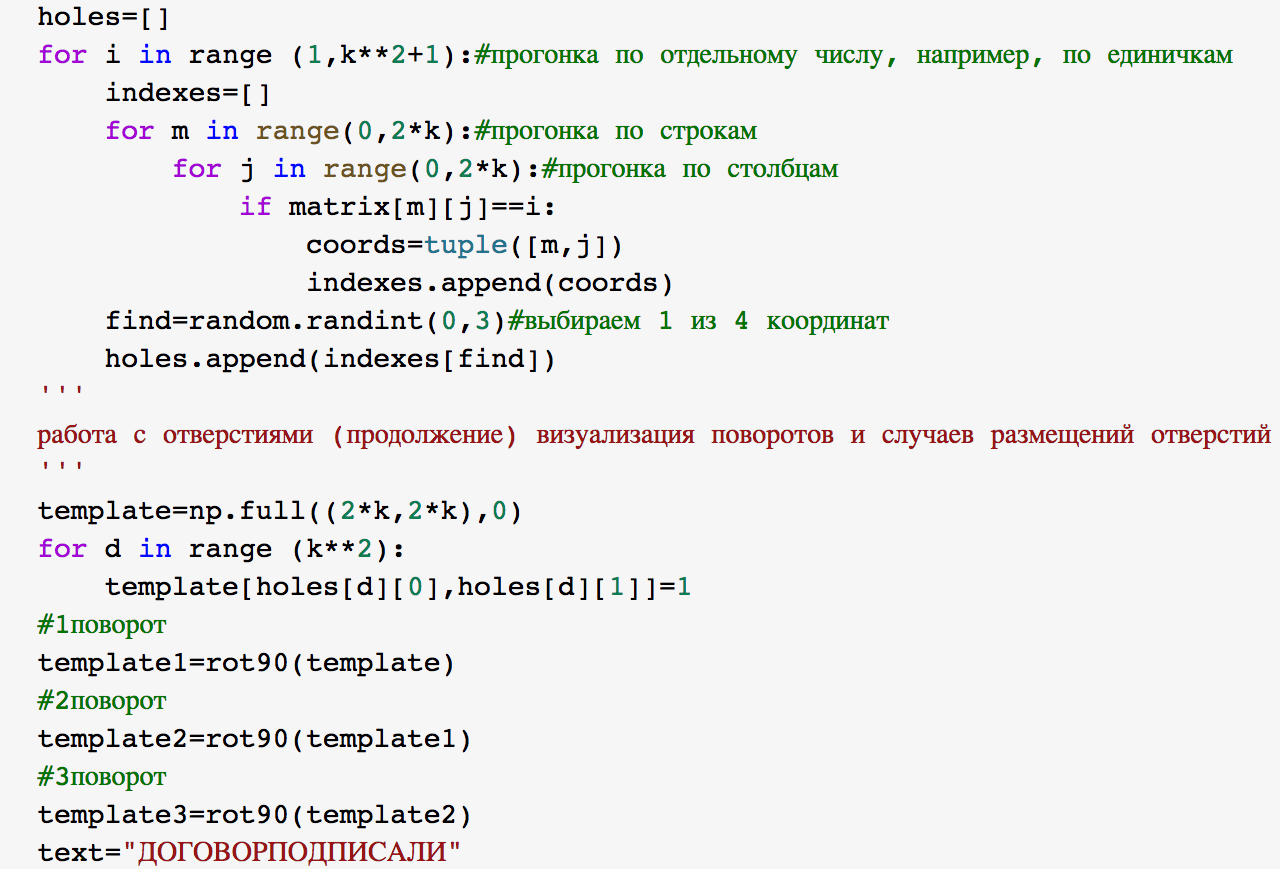 holes=[]
for i in range (1,k**2+1):#прогонка по отдельному числу, например, по единичкам
    indexes=[]
    for m in range(0,2*k):#прогонка по строкам
        for j in range(0,2*k):#прогонка по столбцам
            if matrix[m][j]==i:
                coords=tuple([m,j])
                indexes.append(coords)
    find=random.randint(0,3)#выбираем 1 из 4 координат
    holes.append(indexes[find])
'''
работа с отверстиями (продолжение) визуализация поворотов и случаев размещений отверстий
'''
template=np.full((2*k,2*k),0)
for d in range (k**2):
    template[holes[d][0],holes[d][1]]=1
#1поворот
template1=rot90(template)
#2поворот
template2=rot90(template1)
#3поворот
template3=rot90(template2)
text="ДОГОВОРПОДПИСАЛИ"